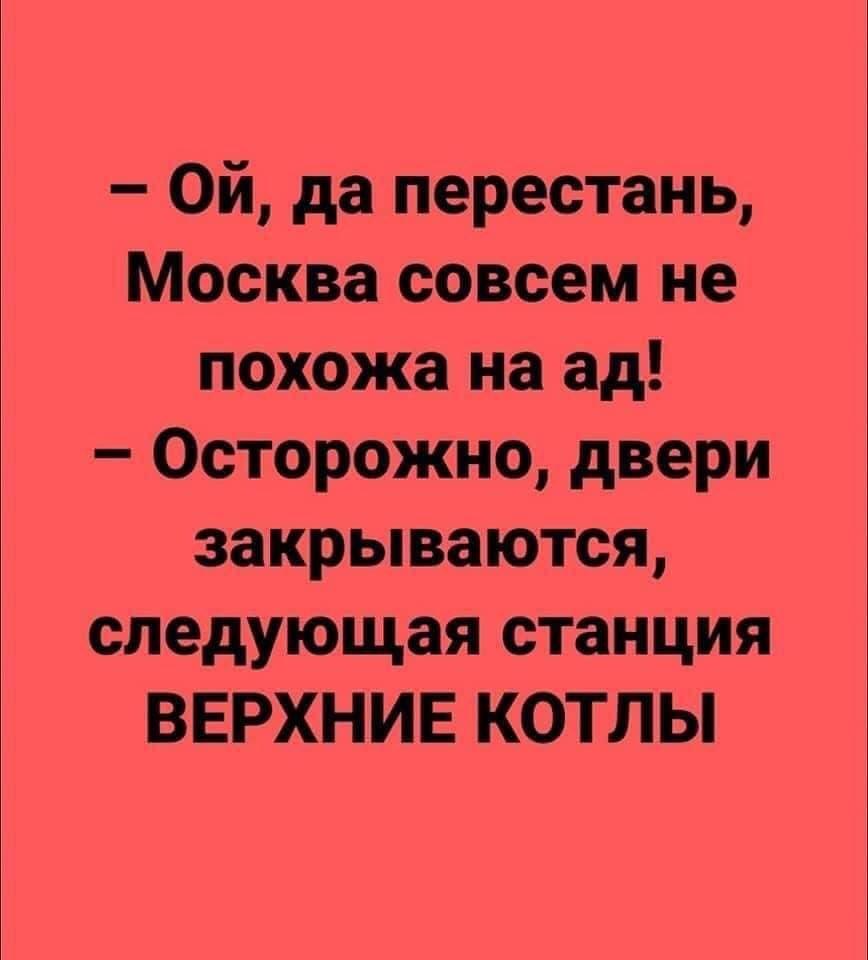 – Ой, да перестань,
Москва совсем не
похожа на ад!
– Осторожно, двери
закрываются,
следующая станция
ВЕРХНИЕ КОТЛЫ